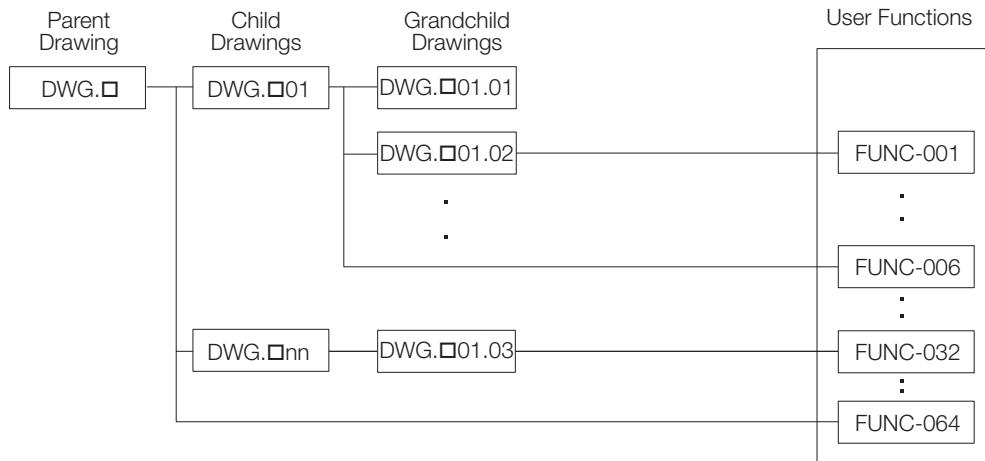 Parent
Drawing
Child
Drawings
Grandchild
Drawings
User Functions
DWG.□
DWG.□01
DWG.□01.01
DWG.□01.02
FUNC-001
FUNC-006
DWG.□nn
DWG.□01.03
FUNC-032
FUNC-064